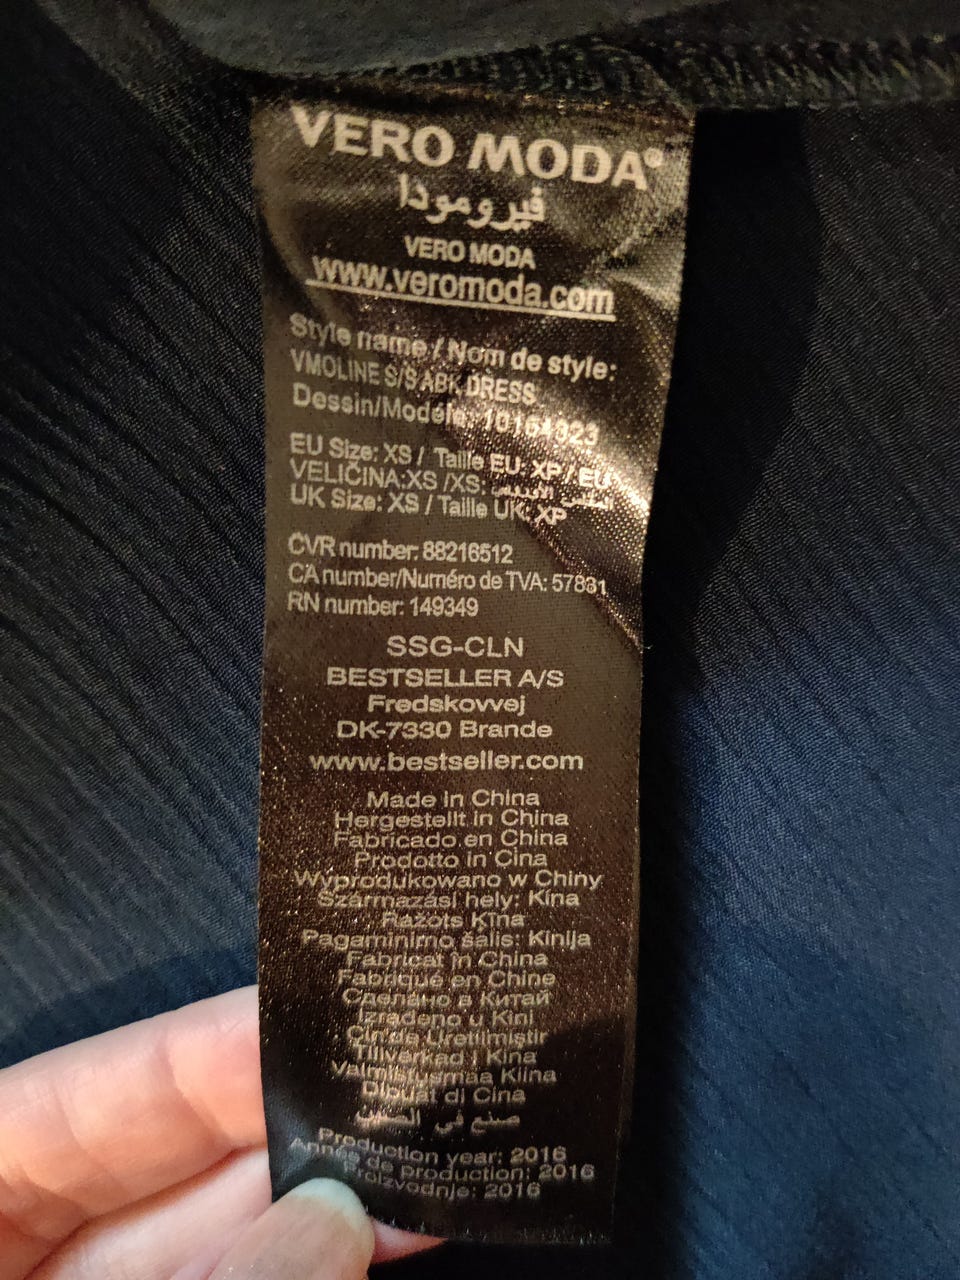 VERO MODA®
فيرومودا
VERO MODA
www.veromoda.com
Style name / Nom de style:
VMOLINE S/S ABK DRESS
Dessin/Modéle: 10164923
EU Size: XS / Taille EU: XP / EU
VELIČINA:XS /XS:
UK Size: XS / Taille UK: XP
CVR number: 88216512
CA number/Numéro de TVA: 57831
RN number: 149349
SSG-CLN
BESTSELLER A/S
Fredskovvej
DK-7330 Brande
www.bestseller.com
Made in China
Hergestellt in China
Fabricado en China
Prodotto in Cina
Wyprodukowano w Chiny
Származási hely: Kína
Ražots Ķīna
Pagaminimo šalis: Kinija
Fabricat în China
Fabriqué en Chine
Сделано в Китай
Izrađeno u Kini
Çin'de Üretilmiştir
Tillverkad i Kina
Valmistusmaa Kiina
Dibuat di Cina
صنع في الصين
Production year: 2016
Année de production: 2016
Proizvodnje: 2016